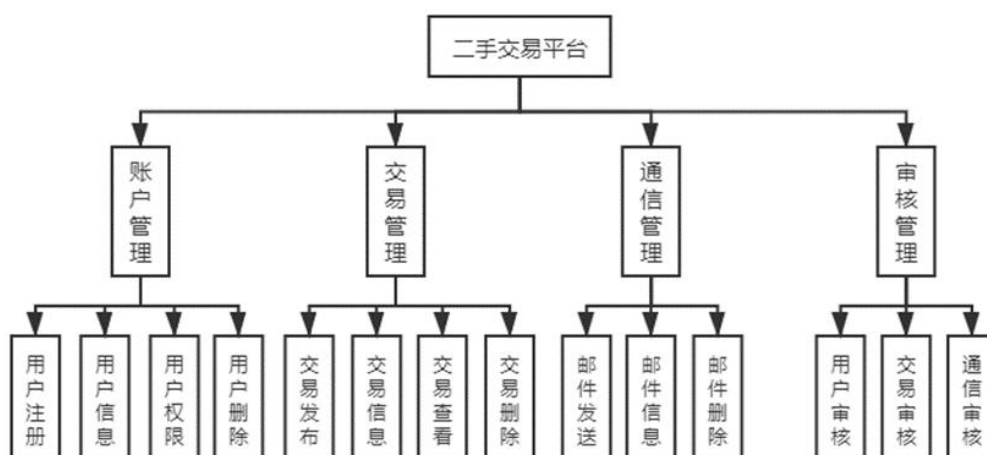 二手交易平台
账户管理
交易管理
通信管理
审核管理
用户注册
用户信息
用户权限
用户删除
交易发布
交易信息
交易查看
交易删除
邮件发送
邮件信息
邮件删除
用户审核
交易审核
通信审核